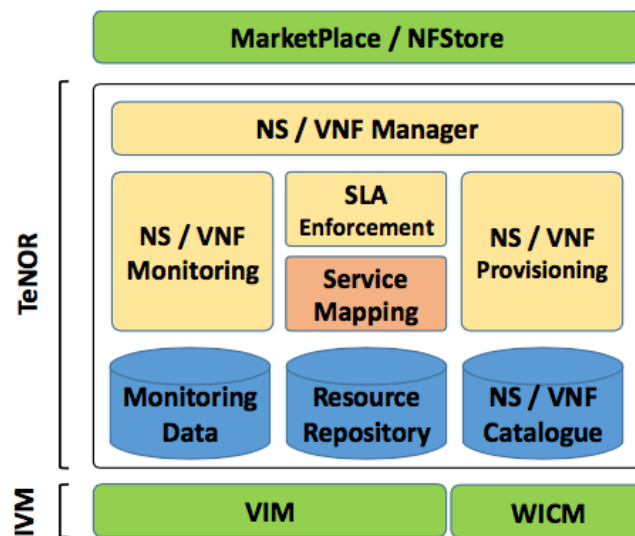 MarketPlace / NFStore
TeNOR
NS / VNF Manager
NS / VNF
Monitoring
SLA
Enforcement
Service
Mapping
NS / VNF
Provisioning
Monitoring
Data
Resource
Repository
NS / VNF
Catalogue
IVM
VIM
WICM